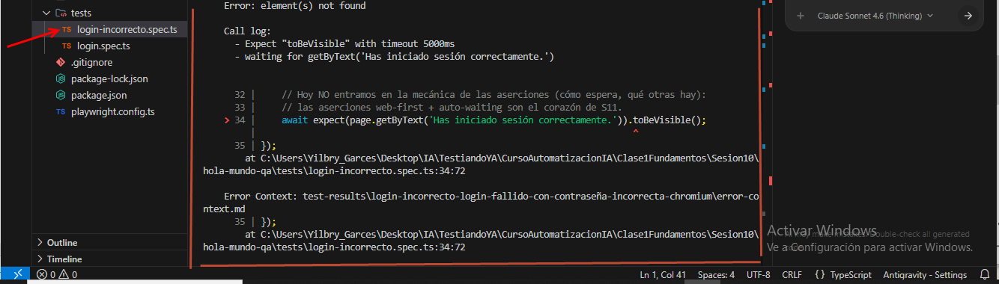 tests
TS login-incorrecto.spec.ts
TS login.spec.ts
.gitignore
package-lock.json
package.json
TS playwright.config.ts
Outline
Timeline
Error: element(s) not found
Call log:
- Expect "toBeVisible" with timeout 5000ms
- waiting for getByText('Has iniciado sesión correctamente.')
32 | // Hoy NO entramos en la mecánica de las aserciones (cómo espera, qué otras hay):
33 | // las aserciones web-first + auto-waiting son el corazón de S11.
> 34 | await expect(page.getByText('Has iniciado sesión correctamente.')).toBeVisible();
| ^
35 | });
at C:\Users\Yilbry_Garces\Desktop\IA\TestiandoYA\CursoAutomatizacionIA\Clase1Fundamentos\Sesion10\
hola-mundo-qa\tests\login-incorrecto.spec.ts:34:72
Error Context: test-results\login-incorrecto-login-fallido-con-contraseña-incorrecta-chromium\error-co
ntext.md
35 | });
at C:\Users\Yilbry_Garces\Desktop\IA\TestiandoYA\CursoAutomatizacionIA\Clase1Fundamentos\Sesion10\
hola-mundo-qa\tests\login-incorrecto.spec.ts:34:72
+ Claude Sonnet 4.6 (Thinking)
Activar Windows
AI may make mistakes. Double-check all generated
Ve a Configuración para activar Windows.
0 0 Ln 1, Col 41 Spaces: 4 UTF-8 CRLF { } TypeScript Antigravity - Settings